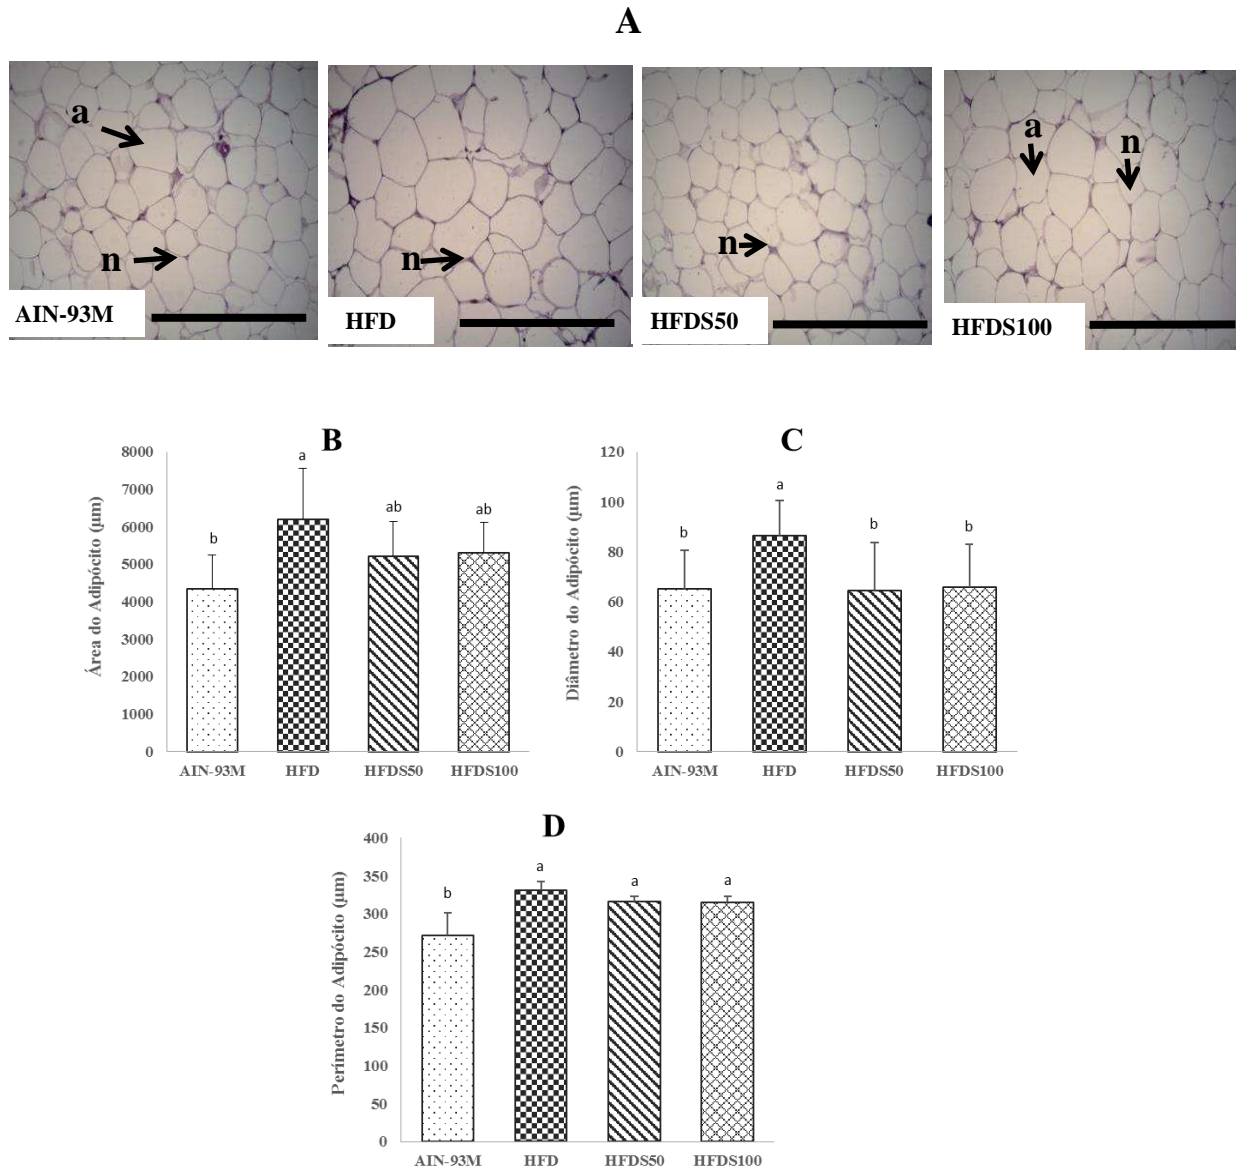 A
a
n
AIN-93M
n
HFD
n
HFDS50
a
n
HFDS100
B
Área do Adipócito (µm)
8000
7000
6000
5000
4000
3000
2000
1000
0
b
a
ab
ab
AIN-93M HFD HFDS50 HFDS100
C
Diâmetro do Adipócito (µm)
120
100
80
60
40
20
0
b
a
b
b
AIN-93M HFD HFDS50 HFDS100
D
Perímetro do Adipócito (µm)
400
350
300
250
200
150
100
50
0
b
a
a
a
AIN-93M HFD HFDS50 HFDS100